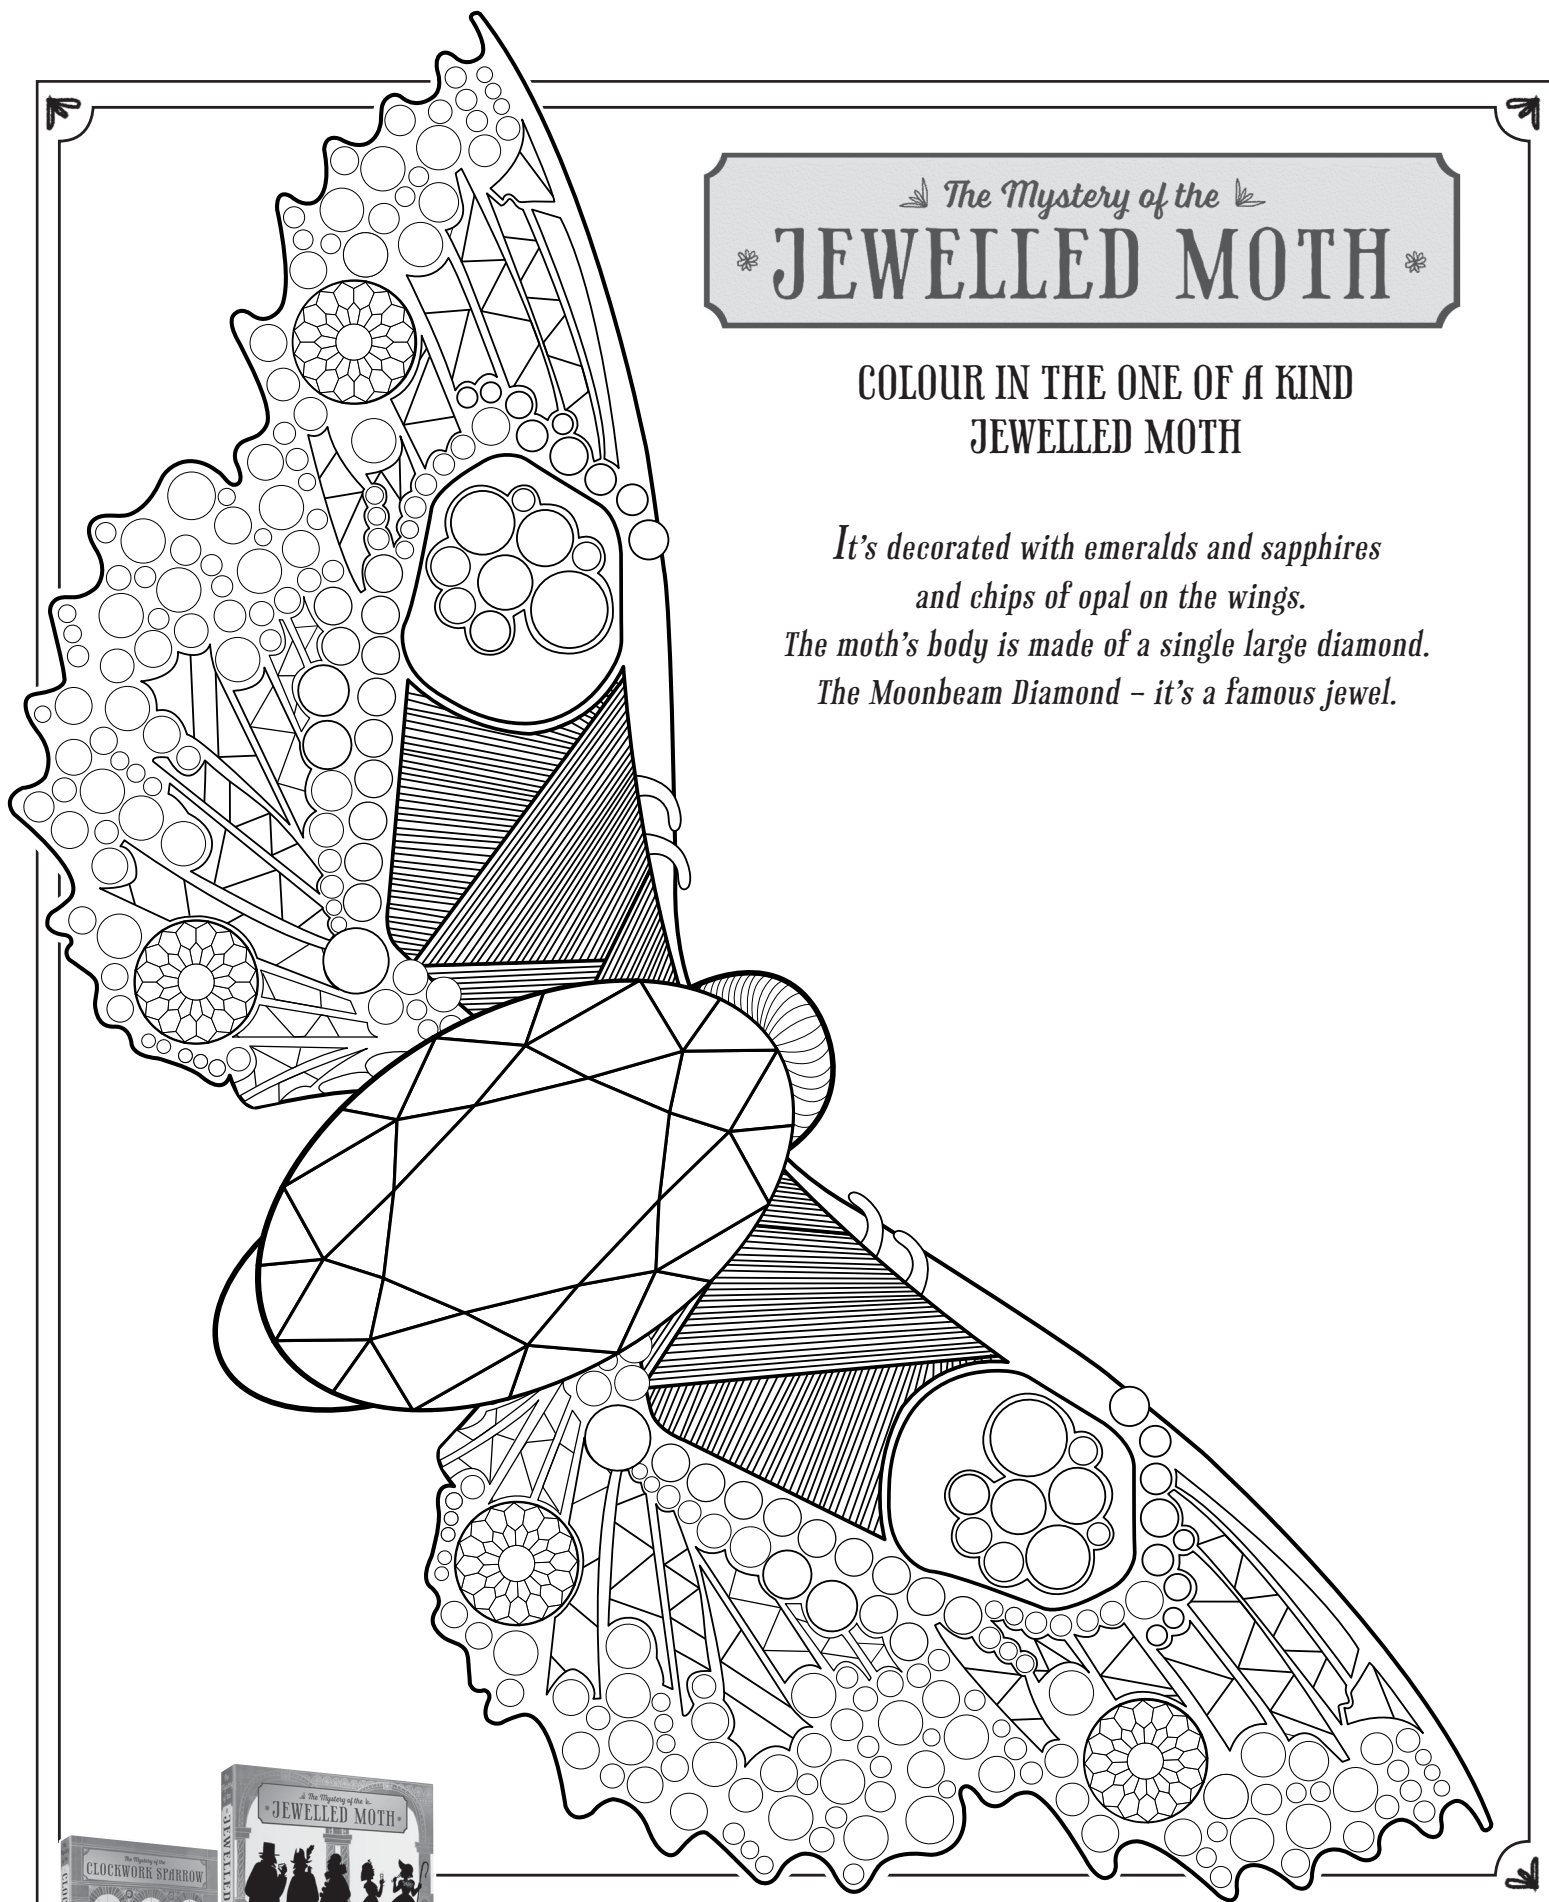 The Mystery of the
JEWELLED MOTH
COLOUR IN THE ONE OF A KIND
JEWELLED MOTH
It's decorated with emeralds and sapphires
and chips of opal on the wings.
The moth's body is made of a single large diamond.
The Moonbeam Diamond – it's a famous jewel.
The Mystery of the
JEWELLED MOTH
JEWELLED
The Mystery of the
CLOCKWORK SPARROW